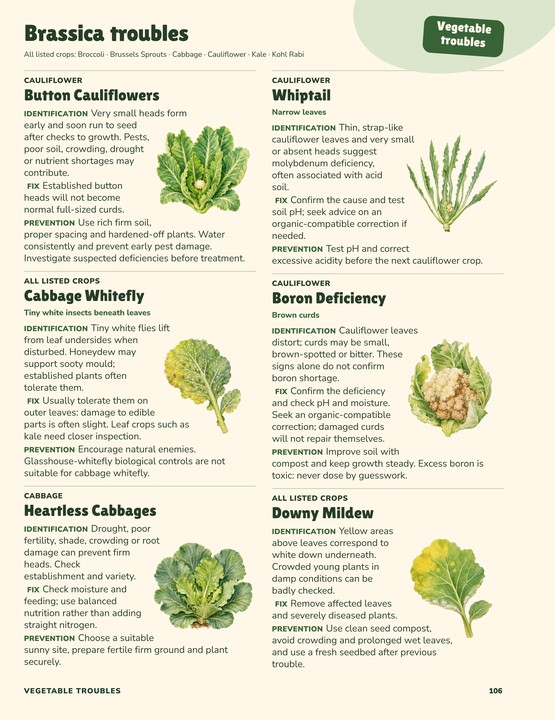 Brassica troubles
Vegetable
troubles
All listed crops: Broccoli · Brussels Sprouts · Cabbage · Cauliflower · Kale · Kohl Rabi
CAULIFLOWER
Button Cauliflowers
IDENTIFICATION Very small heads form
early and soon run to seed
after checks to growth. Pests,
poor soil, crowding, drought
or nutrient shortages may
contribute.
FIX Established button
heads will not become
normal full-sized curds.
PREVENTION Use rich firm soil,
proper spacing and hardened-off plants. Water
consistently and prevent early pest damage.
Investigate suspected deficiencies before treatment.
ALL LISTED CROPS
Cabbage Whitefly
Tiny white insects beneath leaves
IDENTIFICATION Tiny white flies lift
from leaf undersides when
disturbed. Honeydew may
support sooty mould;
established plants often
tolerate them.
FIX Usually tolerate them on
outer leaves: damage to edible
parts is often slight. Leaf crops such as
kale need closer inspection.
PREVENTION Encourage natural enemies.
Glasshouse-whitefly biological controls are not
suitable for cabbage whitefly.
CABBAGE
Heartless Cabbages
IDENTIFICATION Drought, poor
fertility, shade, crowding or root
damage can prevent firm
heads. Check
establishment and variety.
FIX Check moisture and
feeding; use balanced
nutrition rather than adding
straight nitrogen.
PREVENTION Choose a suitable
sunny site, prepare fertile firm ground and plant
securely.
CAULIFLOWER
Whiptail
Narrow leaves
IDENTIFICATION Thin, strap-like
cauliflower leaves and very small
or absent heads suggest
molybdenum deficiency,
often associated with acid
soil.
FIX Confirm the cause and test
soil pH; seek advice on an
organic-compatible correction if
needed.
PREVENTION Test pH and correct
excessive acidity before the next cauliflower crop.
CAULIFLOWER
Boron Deficiency
Brown curds
IDENTIFICATION Cauliflower leaves
distort; curds may be small,
brown-spotted or bitter. These
signs alone do not confirm
boron shortage.
FIX Confirm the deficiency
and check pH and moisture.
Seek an organic-compatible
correction; damaged curds
will not repair themselves.
PREVENTION Improve soil with
compost and keep growth steady. Excess boron is
toxic: never dose by guesswork.
ALL LISTED CROPS
Downy Mildew
IDENTIFICATION Yellow areas
above leaves correspond to
white down underneath.
Crowded young plants in
damp conditions can be
badly checked.
FIX Remove affected leaves
and severely diseased plants.
PREVENTION Use clean seed compost,
avoid crowding and prolonged wet leaves,
and use a fresh seedbed after previous
trouble.
VEGETABLE TROUBLES
106